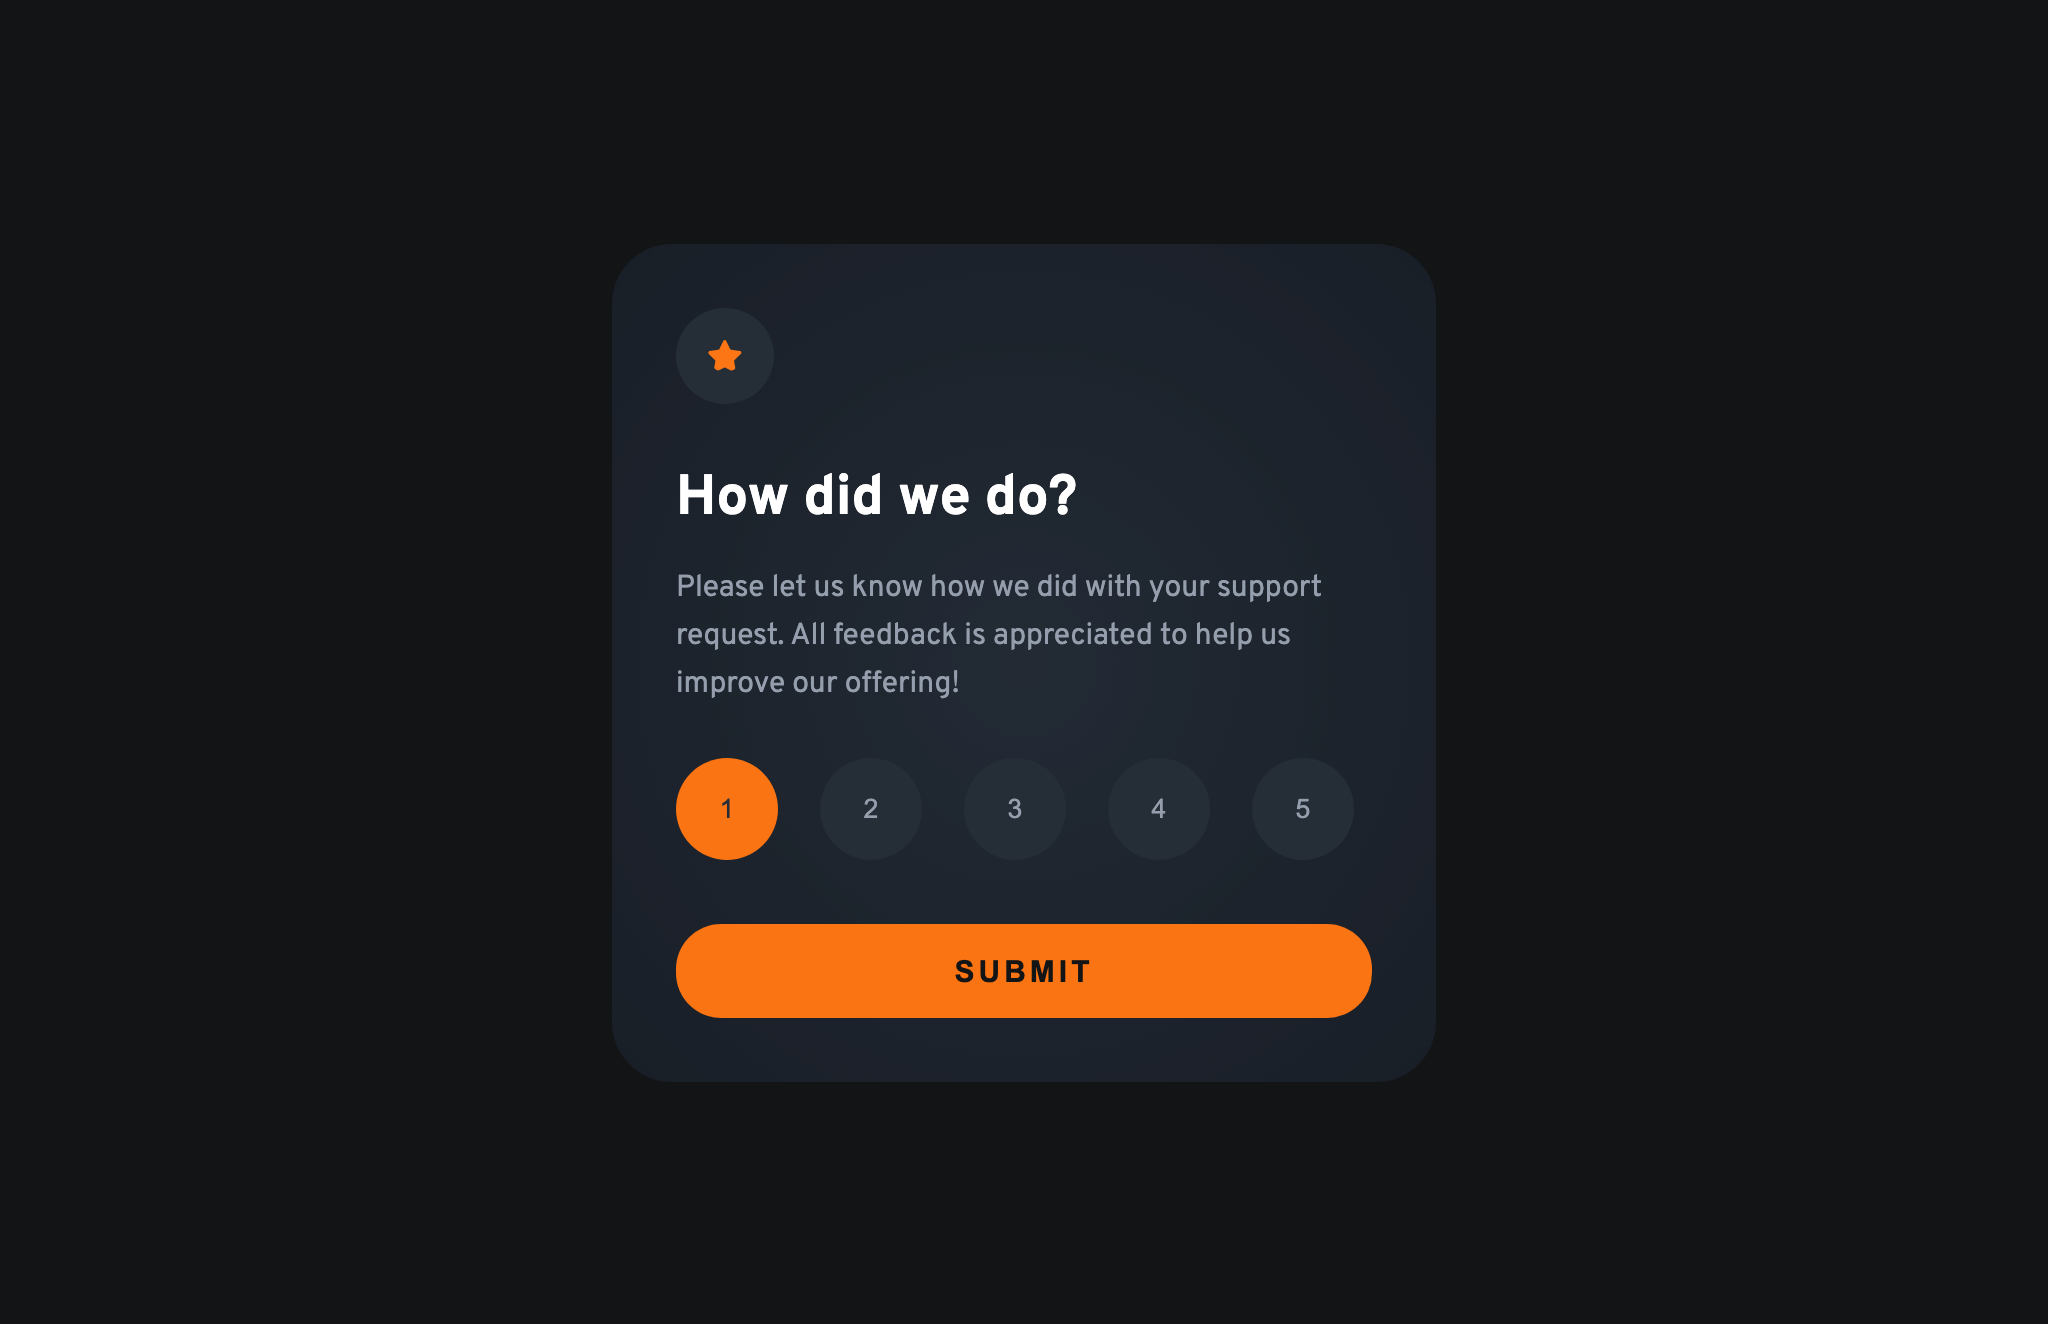 How did we do?
Please let us know how we did with your support
request. All feedback is appreciated to help us
improve our offering!
1 2 3 4 5
SUBMIT